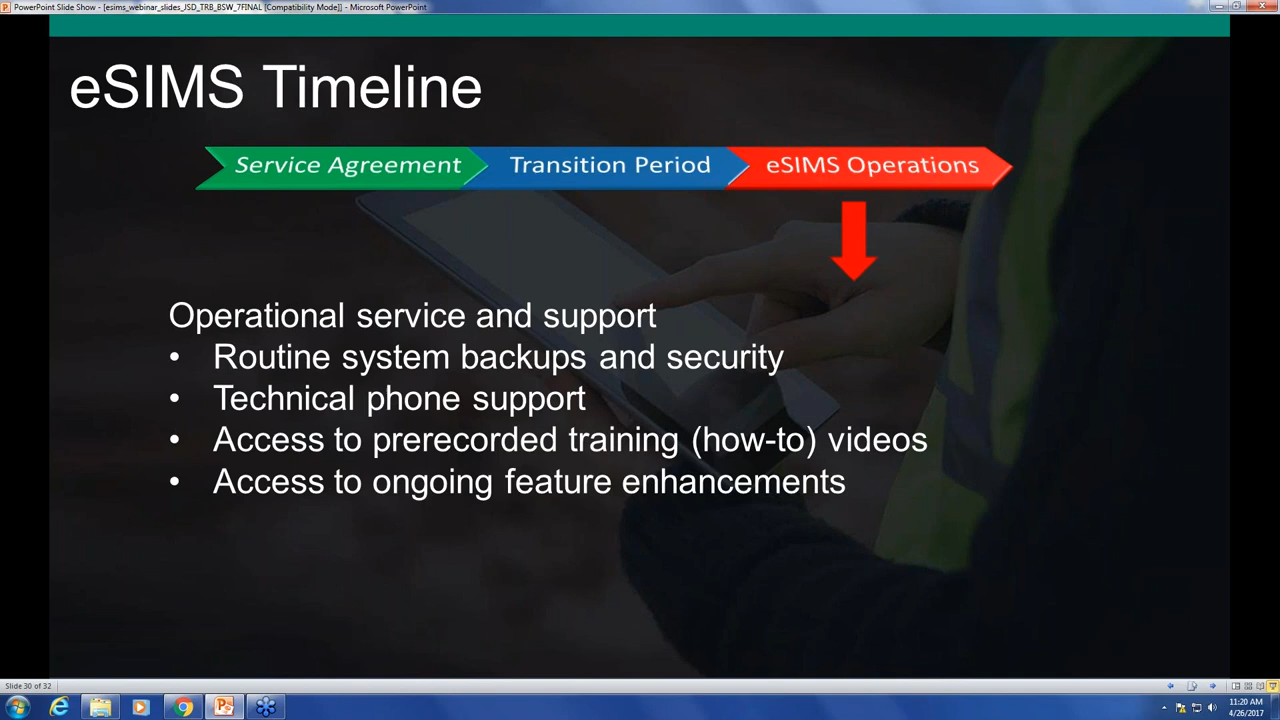 PowerPoint Slide Show - [esims_webinar_slides_JSD_TRB_BSW_7FINAL [Compatibility Mode]] - Microsoft PowerPoint
eSIMS Timeline
Service Agreement
Transition Period
eSIMS Operations
Operational service and support
• Routine system backups and security
• Technical phone support
• Access to prerecorded training (how-to) videos
• Access to ongoing feature enhancements
Slide 30 of 32
11:20 AM
4/26/2017